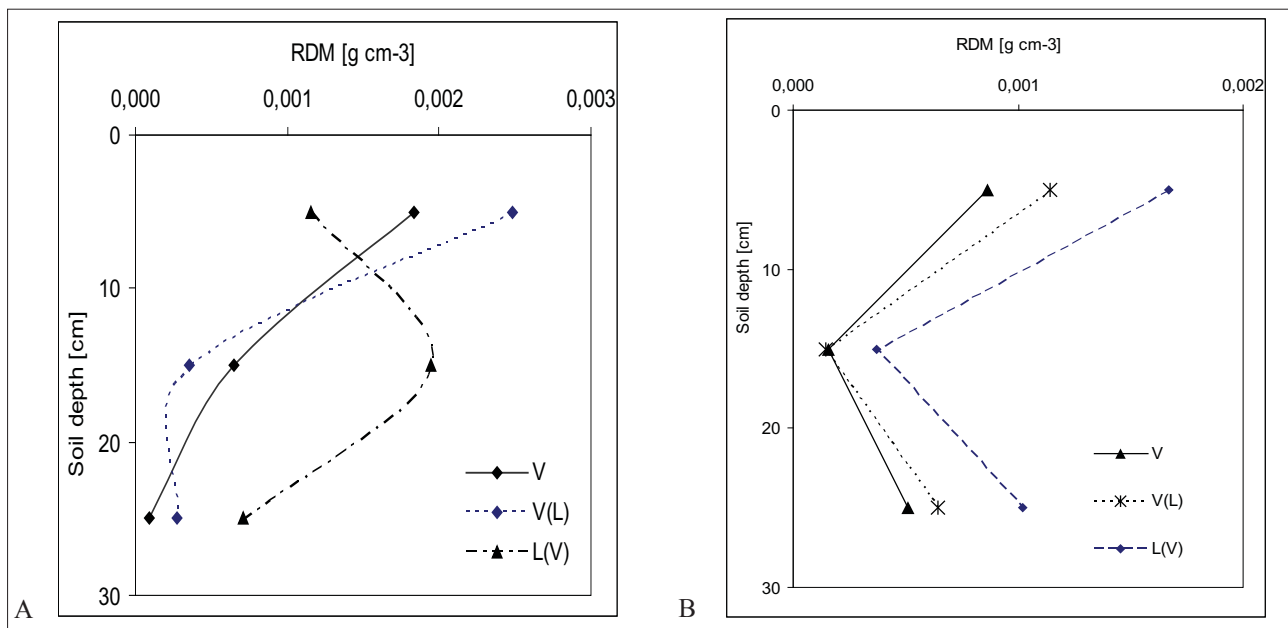 RDM [g cm-3]
0,000 0,001 0,002 0,003
0
10
20
30
Soil depth [cm]
V
V(L)
L(V)
A
RDM [g cm-3]
0,000 0,001 0,002
0
10
20
30
Soil depth [cm]
V
V(L)
L(V)
B